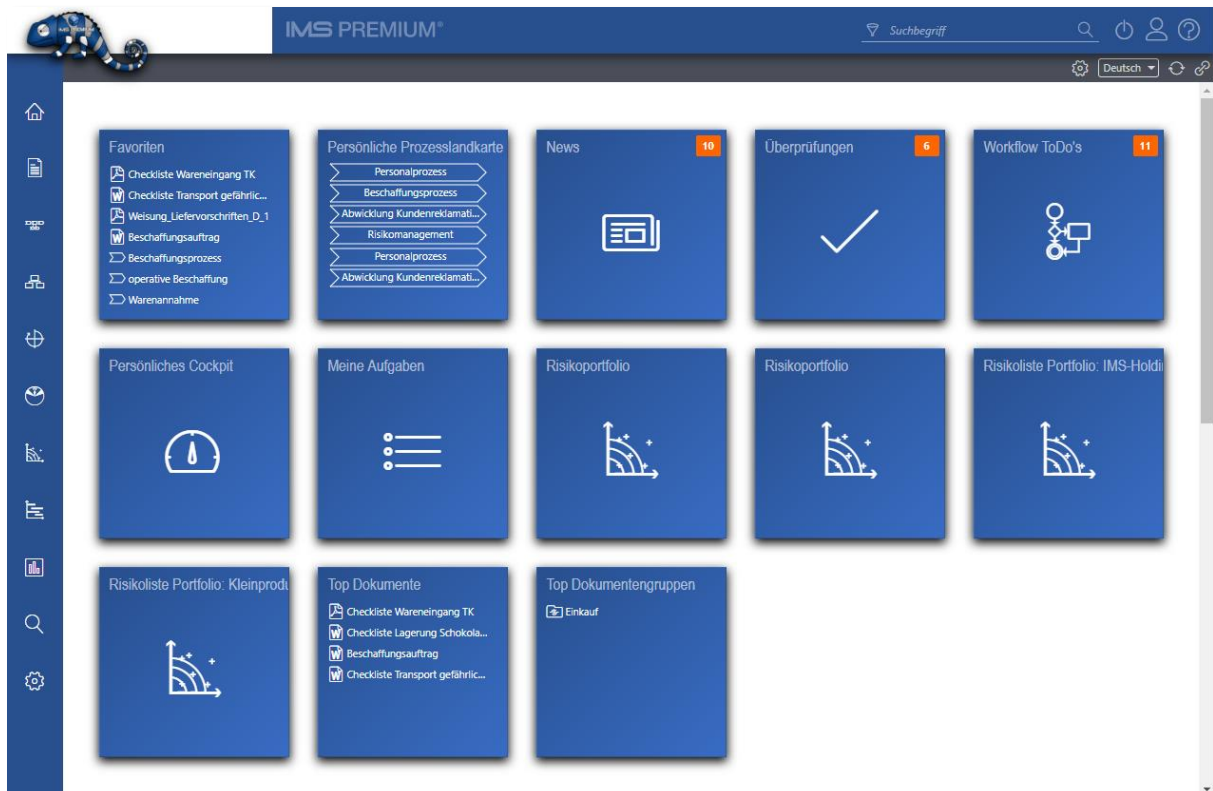 IMS PREMIUM
IMS PREMIUM®
Suchbegriff
Deutsch
Favoriten
Checkliste Wareneingang TK
Checkliste Transport gefährlic...
Weisung_Liefervorschriften_D_1
Beschaffungsauftrag
Beschaffungsprozess
operative Beschaffung
Warenannahme
Persönliche Prozesslandkarte
Personalprozess
Beschaffungsprozess
Abwicklung Kundenreklamati...
Risikomanagement
Personalprozess
Abwicklung Kundenreklamati...
News
10
Überprüfungen
6
Workflow ToDo's
11
Persönliches Cockpit
Meine Aufgaben
Risikoportfolio
Risikoportfolio
Risikoliste Portfolio: IMS-Holdi
Risikoliste Portfolio: Kleinprodu
Top Dokumente
Checkliste Wareneingang TK
Checkliste Lagerung Schokola...
Beschaffungsauftrag
Checkliste Transport gefährlic...
Top Dokumentengruppen
Einkauf